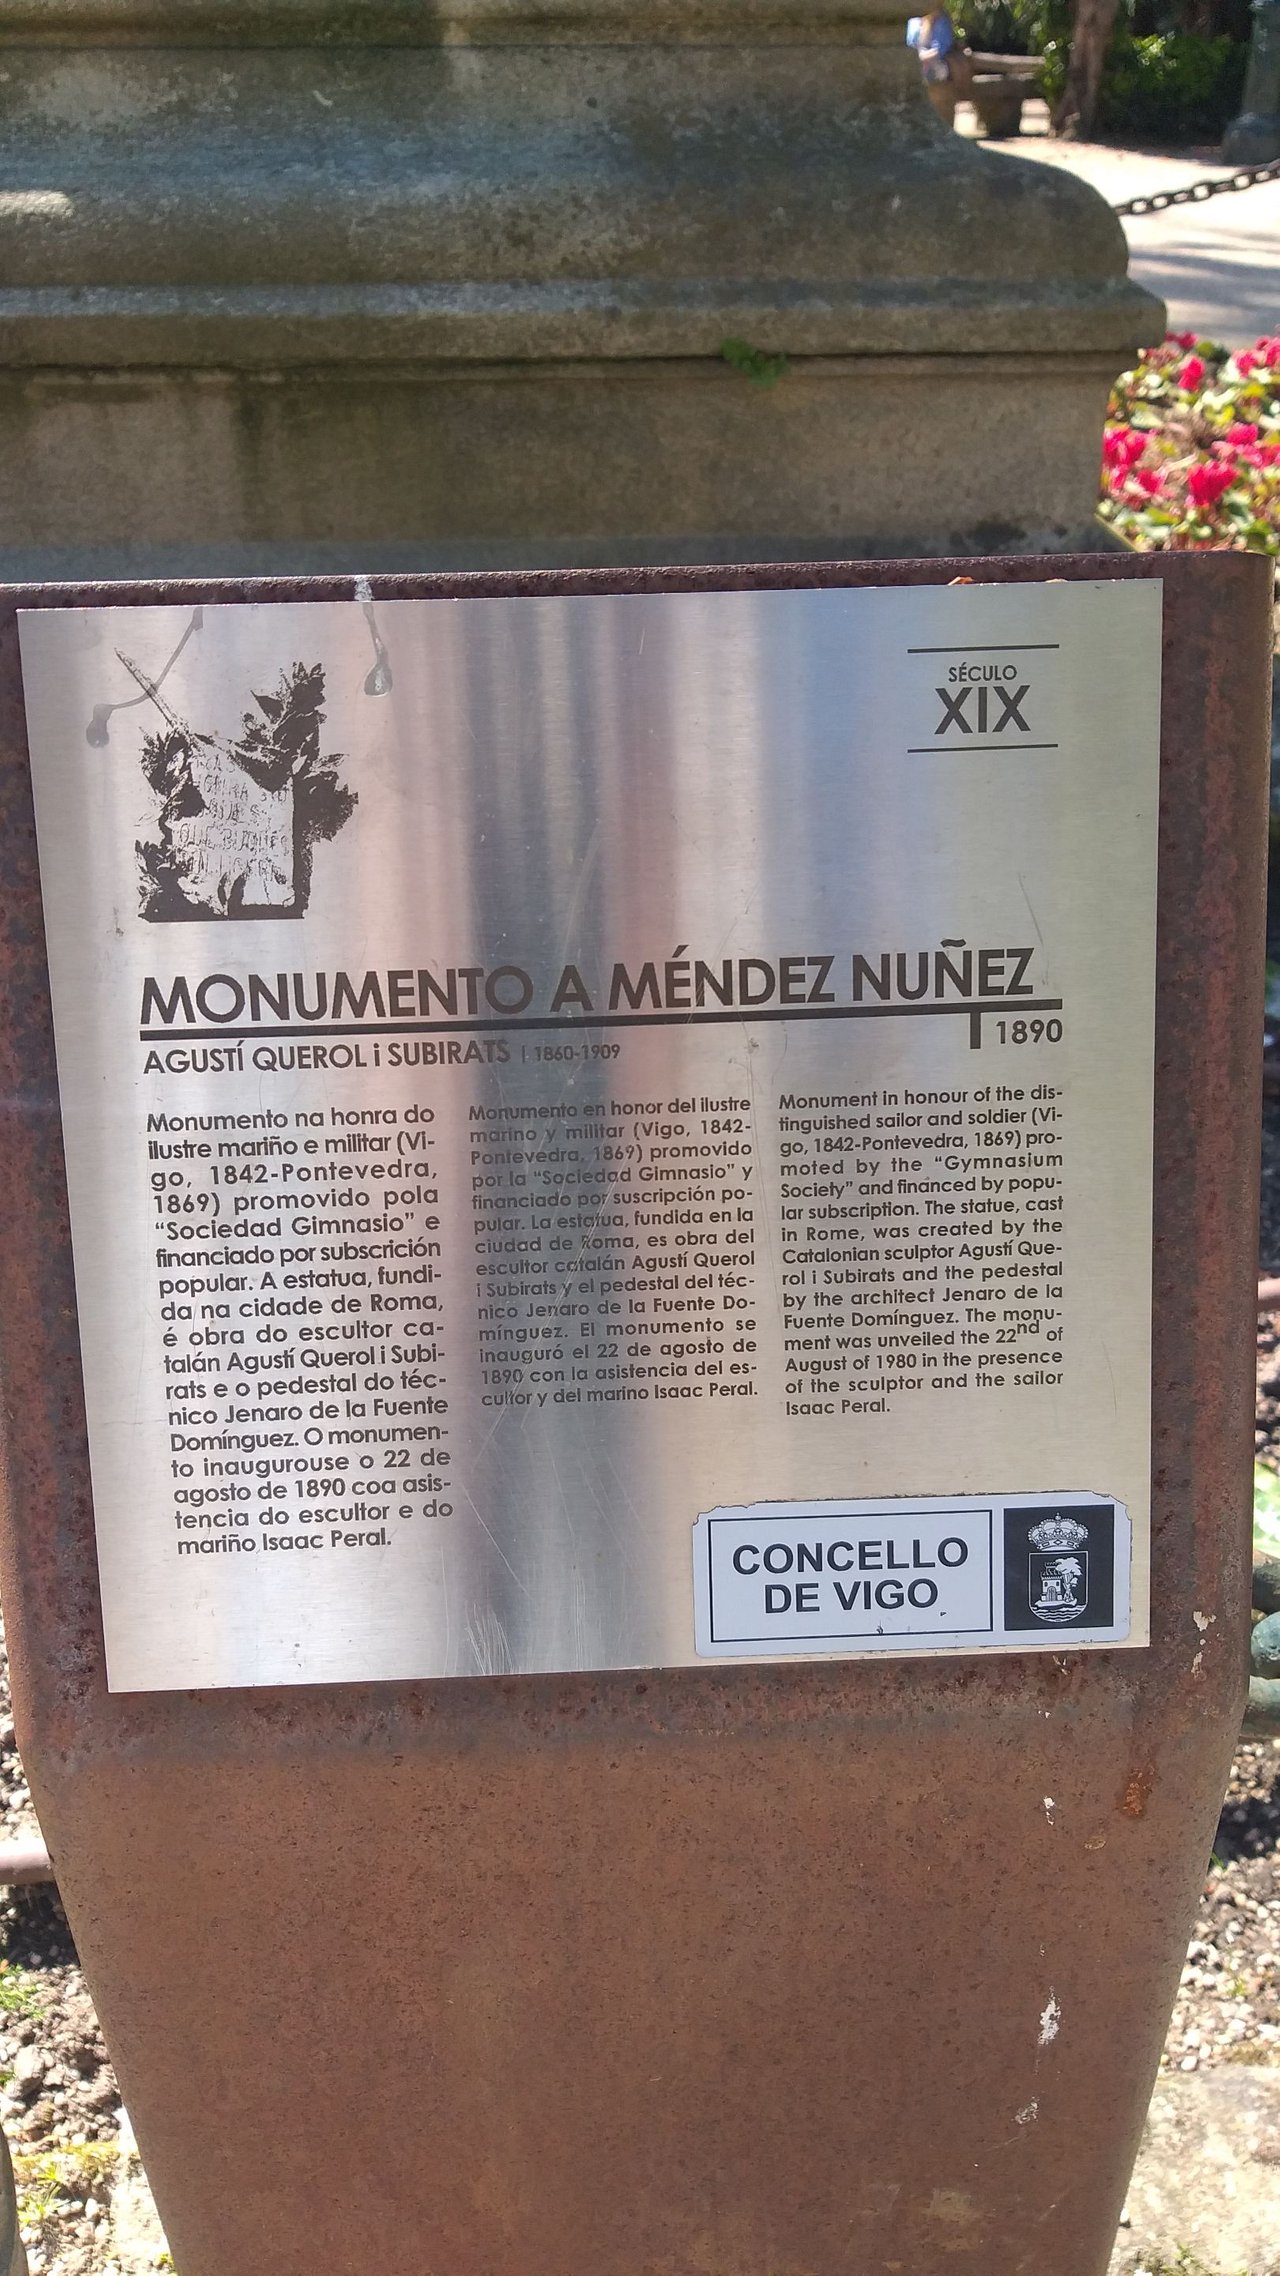 SÉCULO
XIX
MONUMENTO A MÉNDEZ NUÑEZ
1890
AGUSTÍ QUEROL i SUBIRATS | 1860-1909
Monumento na honra do
ilustre mariño e militar (Vi-
go, 1842-Pontevedra,
1869) promovido pola
“Sociedad Gimnasio” e
financiado por subscrición
popular. A estatua, fundi-
da na cidade de Roma,
é obra do escultor ca-
talán Agustí Querol i Subi-
rats e o pedestal do téc-
nico Jenaro de la Fuente
Domínguez. O monumen-
to inaugurouse o 22 de
agosto de 1890 coa asis-
tencia do escultor e do
mariño Isaac Peral.
Monumento en honor del ilustre
marino y militar (Vigo, 1842-
Pontevedra, 1869) promovido
por la “Sociedad Gimnasio” y
financiado por suscripción po-
pular. La estatua, fundida en la
ciudad de Roma, es obra del
escultor catalán Agustí Querol
i Subirats y el pedestal del téc-
nico Jenaro de la Fuente Do-
mínguez. El monumento se
inauguró el 22 de agosto de
1890 con la asistencia del es-
cultor y del marino Isaac Peral.
Monument in honour of the dis-
tinguished sailor and soldier (Vi-
go, 1842-Pontevedra, 1869) pro-
moted by the “Gymnasium
Society” and financed by popu-
lar subscription. The statue, cast
in Rome, was created by the
Catalonian sculptor Agustí Que-
rol i Subirats and the pedestal
by the architect Jenaro de la
Fuente Domínguez. The monu-
ment was unveiled the 22nd of
August of 1980 in the presence
of the sculptor and the sailor
Isaac Peral.
CONCELLO
DE VIGO